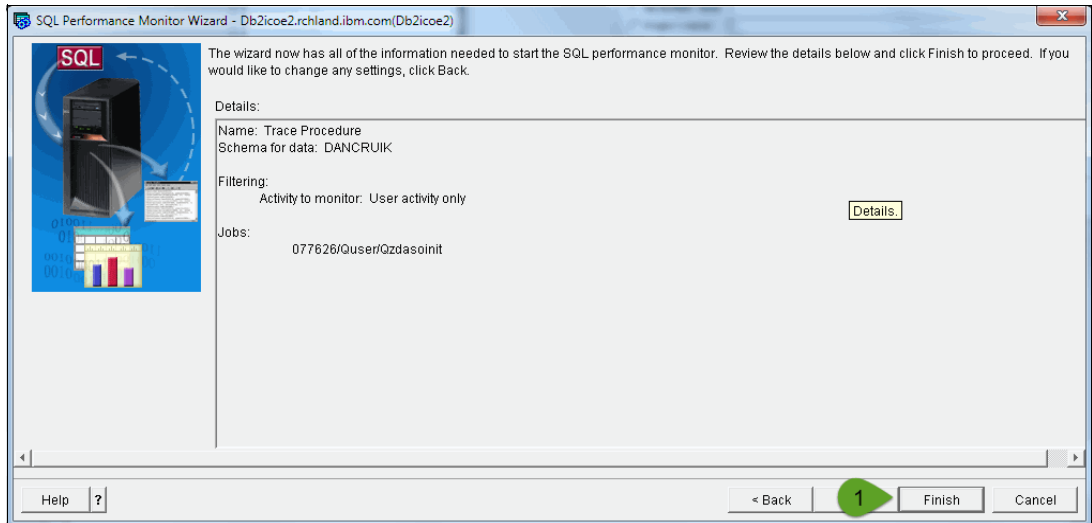 SQL Performance Monitor Wizard - Db2icoe2.rchland.ibm.com(Db2icoe2)
SQL
The wizard now has all of the information needed to start the SQL performance monitor. Review the details below and click Finish to proceed. If you
would like to change any settings, click Back.
Details:
Name: Trace Procedure
Schema for data: DANCRUIK
Filtering:
Activity to monitor: User activity only
Details.
Jobs:
077626/Quser/Qzdasoinit
Help ? < Back 1 Finish Cancel